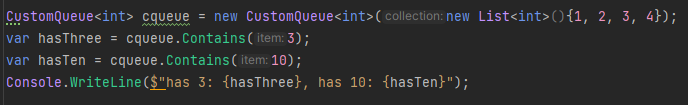 CustomQueue<int> cqueue = new CustomQueue<int>(collection: new List<int>(){1, 2, 3, 4});
var hasThree = cqueue.Contains(item: 3);
var hasTen = cqueue.Contains(item: 10);
Console.WriteLine($"has 3: {hasThree}, has 10: {hasTen}");